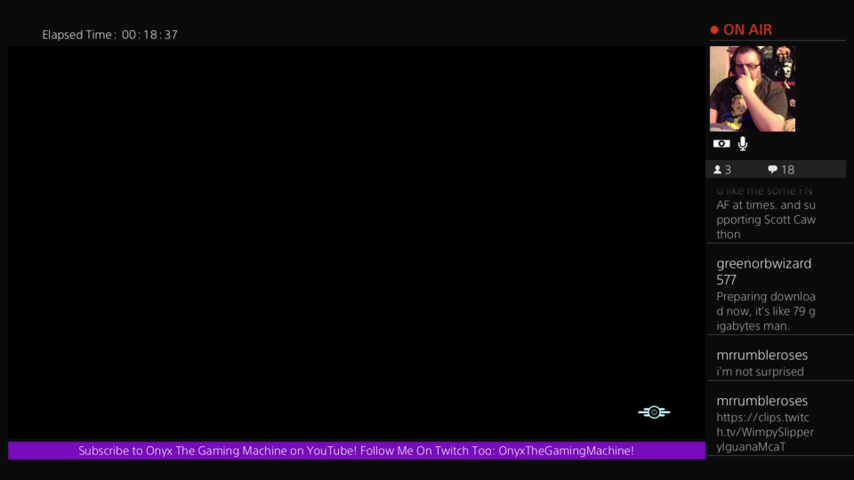 Elapsed Time: 00:18:37
ON AIR
3
18
o like me some FN
AF at times. and su
pporting Scott Caw
thon
greenorbwizard
577
Preparing downloa
d now, it's like 79 g
igabytes man.
mrrumbleroses
i'm not surprised
mrrumbleroses
https://clips.twitc
h.tv/WimpySlipper
yIguanaMcaT
Subscribe to Onyx The Gaming Machine on YouTube! Follow Me On Twitch Too: OnyxTheGamingMachine!